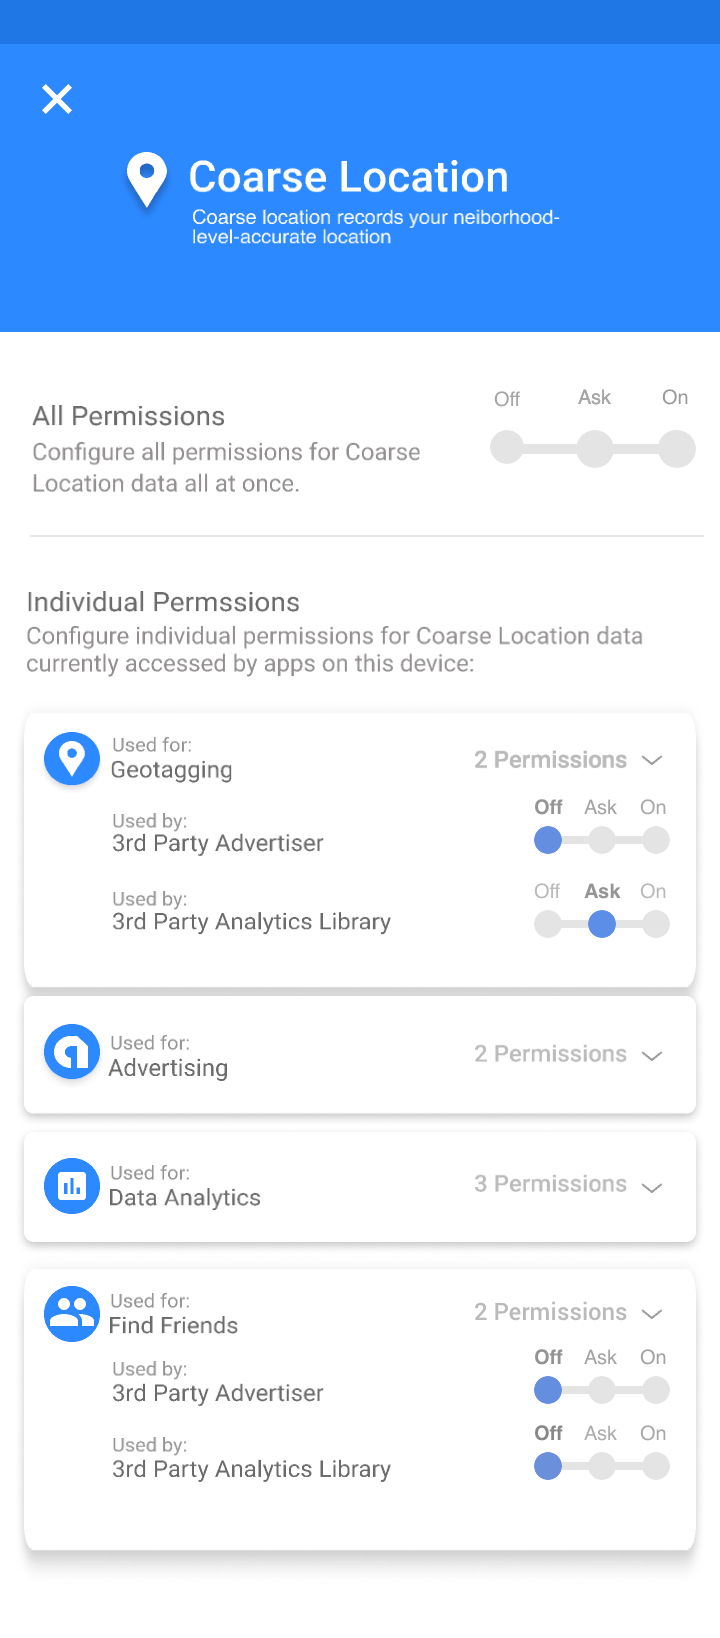 Coarse Location
Coarse location records your neiborhood-
level-accurate location
Off Ask On
All Permissions
Configure all permissions for Coarse
Location data all at once.
Individual Permssions
Configure individual permissions for Coarse Location data
currently accessed by apps on this device:
Used for:
Geotagging
2 Permissions
Off Ask On
Used by:
3rd Party Advertiser
Off Ask On
Used by:
3rd Party Analytics Library
Used for:
Advertising
2 Permissions
Used for:
Data Analytics
3 Permissions
Used for:
Find Friends
2 Permissions
Off Ask On
Used by:
3rd Party Advertiser
Off Ask On
Used by:
3rd Party Analytics Library